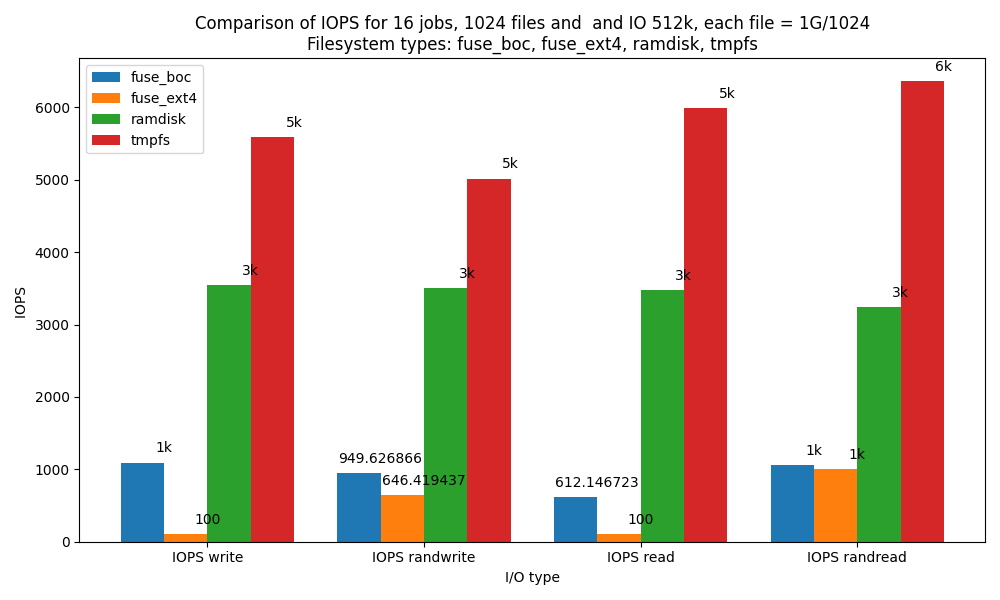 Comparison of IOPS for 16 jobs, 1024 files and  and IO 512k, each file = 1G/1024
Filesystem types: fuse_boc, fuse_ext4, ramdisk, tmpfs
fuse_boc
fuse_ext4
ramdisk
tmpfs
IOPS
6000
5000
4000
3000
2000
1000
0
1k
100
3k
5k
949.626866
646.419437
3k
5k
612.146723
100
3k
5k
1k
1k
3k
6k
IOPS write
IOPS randwrite
IOPS read
IOPS randread
I/O type